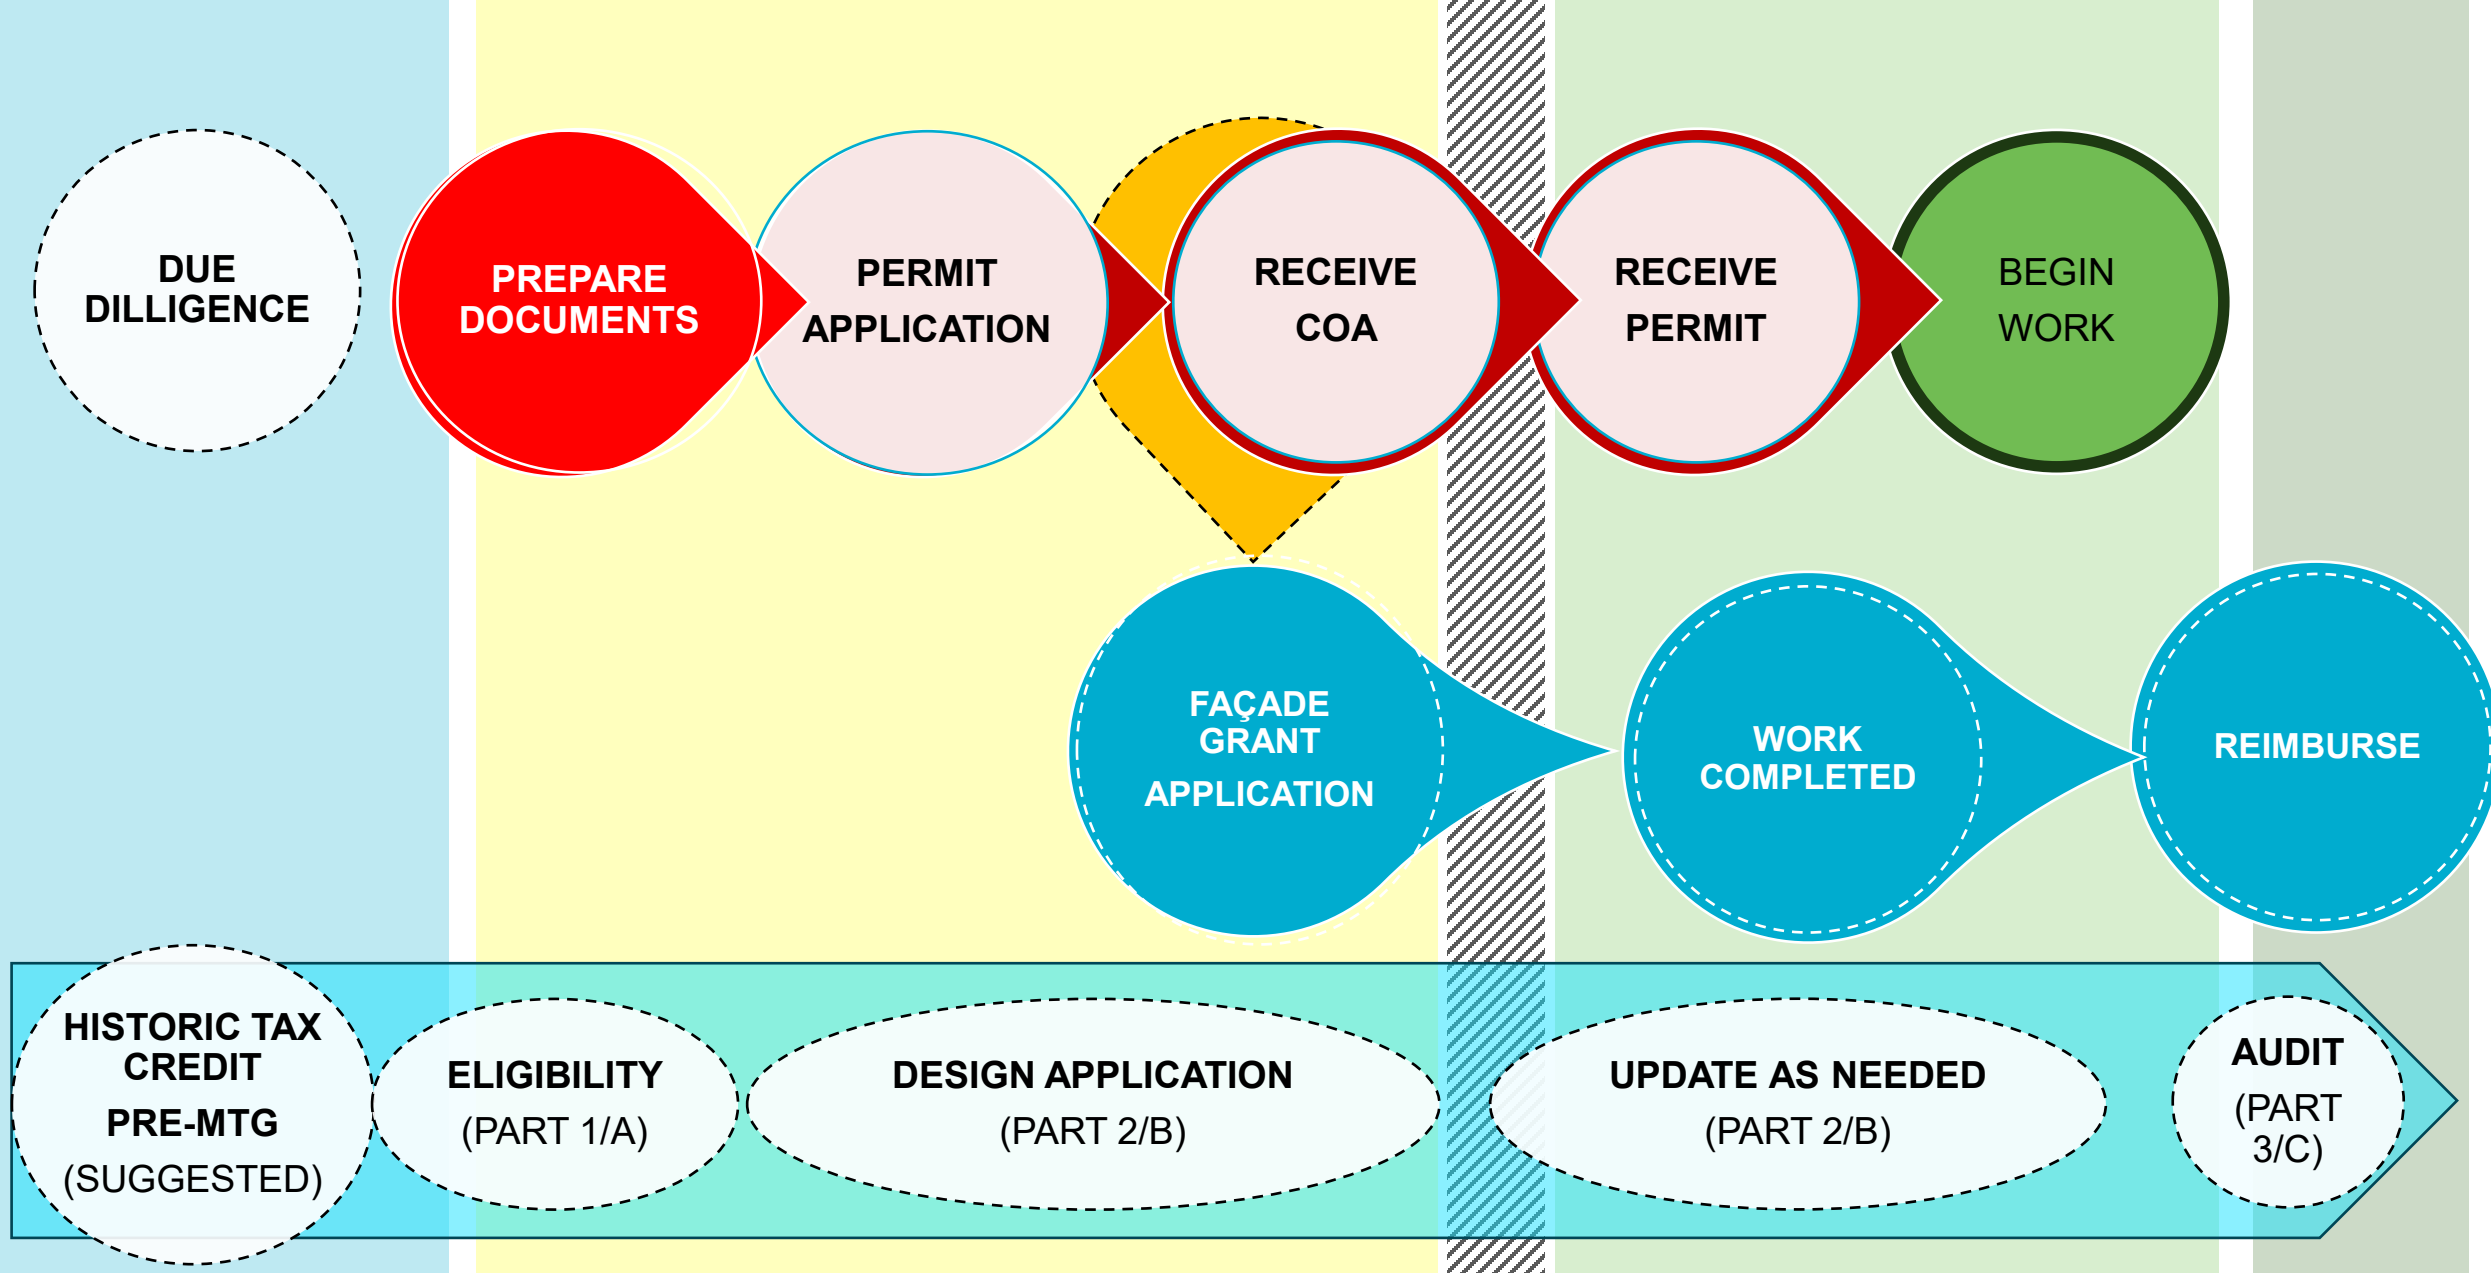 DUE
DILLIGENCE
PREPARE
DOCUMENTS
PERMIT
APPLICATION
RECEIVE
COA
RECEIVE
PERMIT
BEGIN
WORK
FAÇADE
GRANT
APPLICATION
WORK
COMPLETED
REIMBURSE
HISTORIC TAX
CREDIT
PRE-MTG
(SUGGESTED)
ELIGIBILITY
(PART 1/A)
DESIGN APPLICATION
(PART 2/B)
UPDATE AS NEEDED
(PART 2/B)
AUDIT
(PART
3/C)